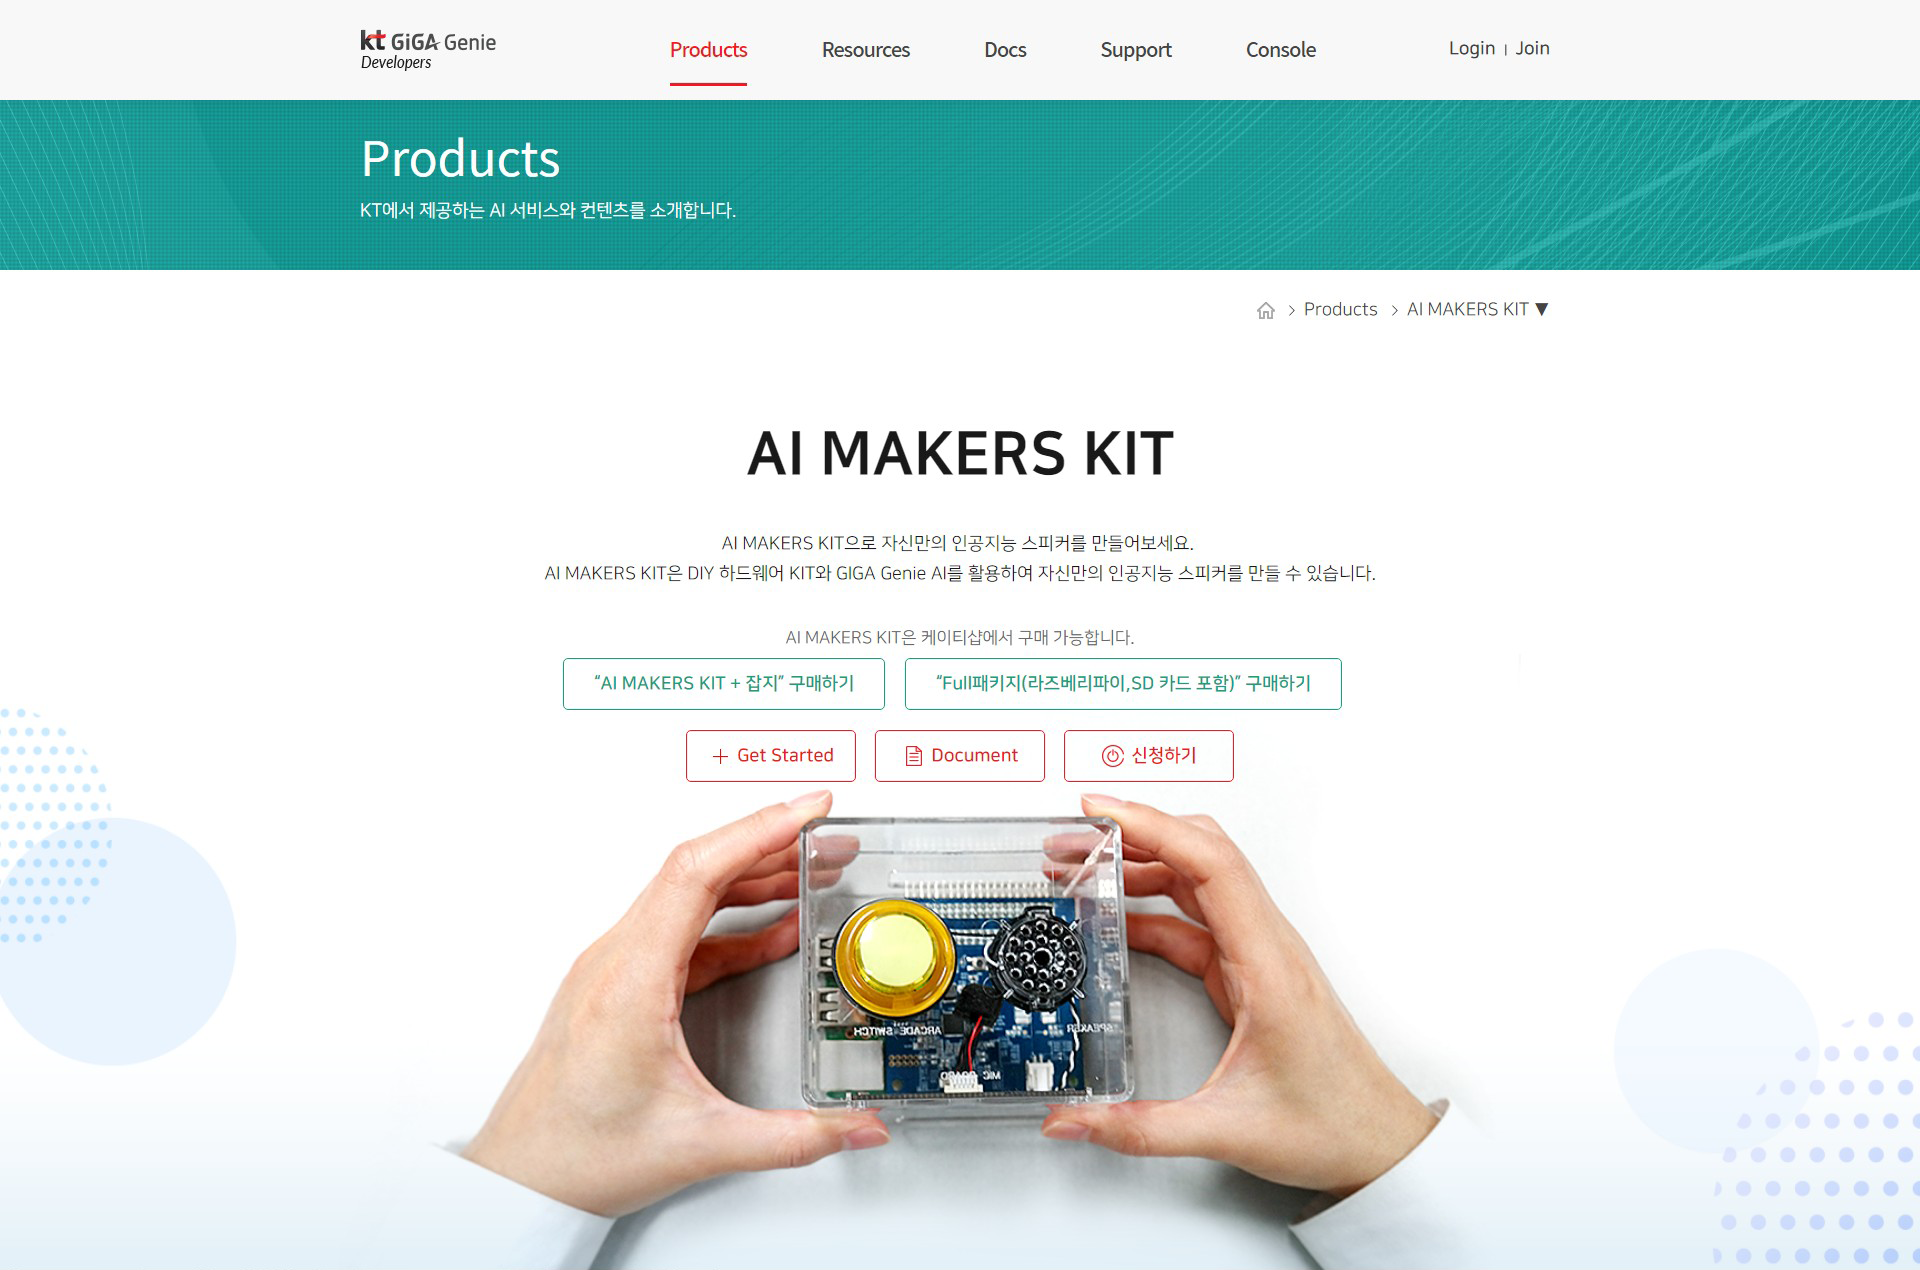 kt GiGA Genie
Developers
Products
Resources
Docs
Support
Console
Login | Join
Products
KT에서 제공하는 AI 서비스와 컨텐츠를 소개합니다.
> Products > AI MAKERS KIT ▼
AI MAKERS KIT
AI MAKERS KIT으로 자신만의 인공지능 스피커를 만들어보세요.
AI MAKERS KIT은 DIY 하드웨어 KIT와 GIGA Genie AI를 활용하여 자신만의 인공지능 스피커를 만들 수 있습니다.
AI MAKERS KIT은 케이티샵에서 구매 가능합니다.
“AI MAKERS KIT + 잡지” 구매하기
“Full패키지(라즈베리파이,SD 카드 포함)” 구매하기
Get Started
Document
신청하기
ARCADE SWITCH
SPEAKER
MIC BOARD